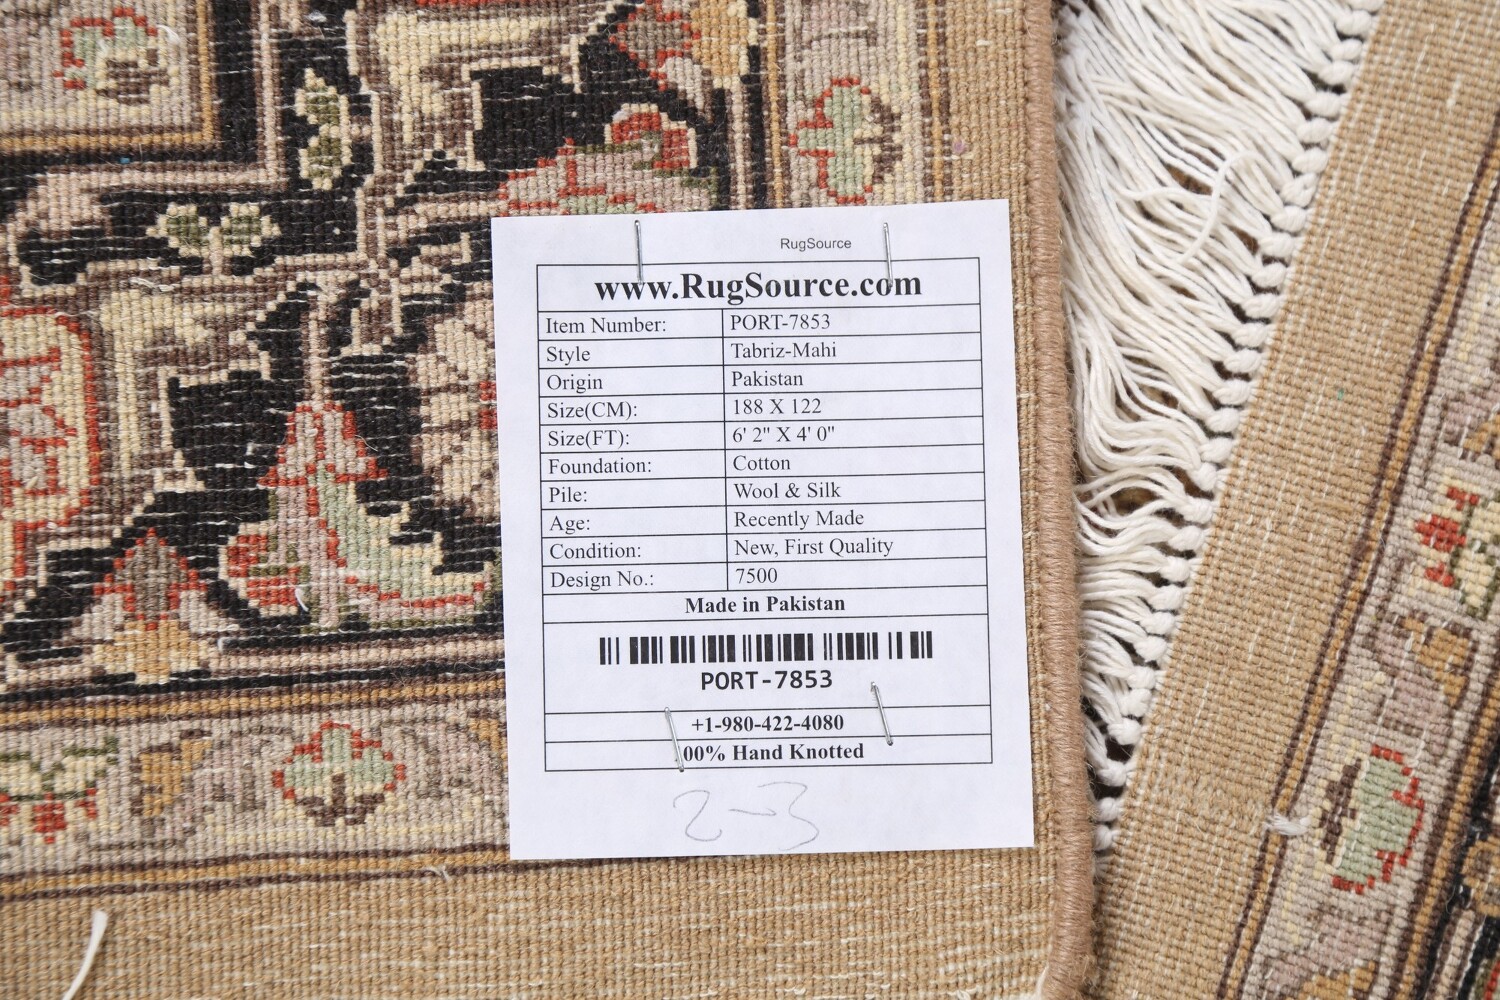 RugSource
www.RugSource.com
Item Number: PORT-7853
Style Tabriz-Mahi
Origin Pakistan
Size(CM): 188 X 122
Size(FT): 6' 2" X 4' 0"
Foundation: Cotton
Pile: Wool & Silk
Age: Recently Made
Condition: New, First Quality
Design No.: 7500
Made in Pakistan
PORT-7853
+1-980-422-4080
00% Hand Knotted
2-3